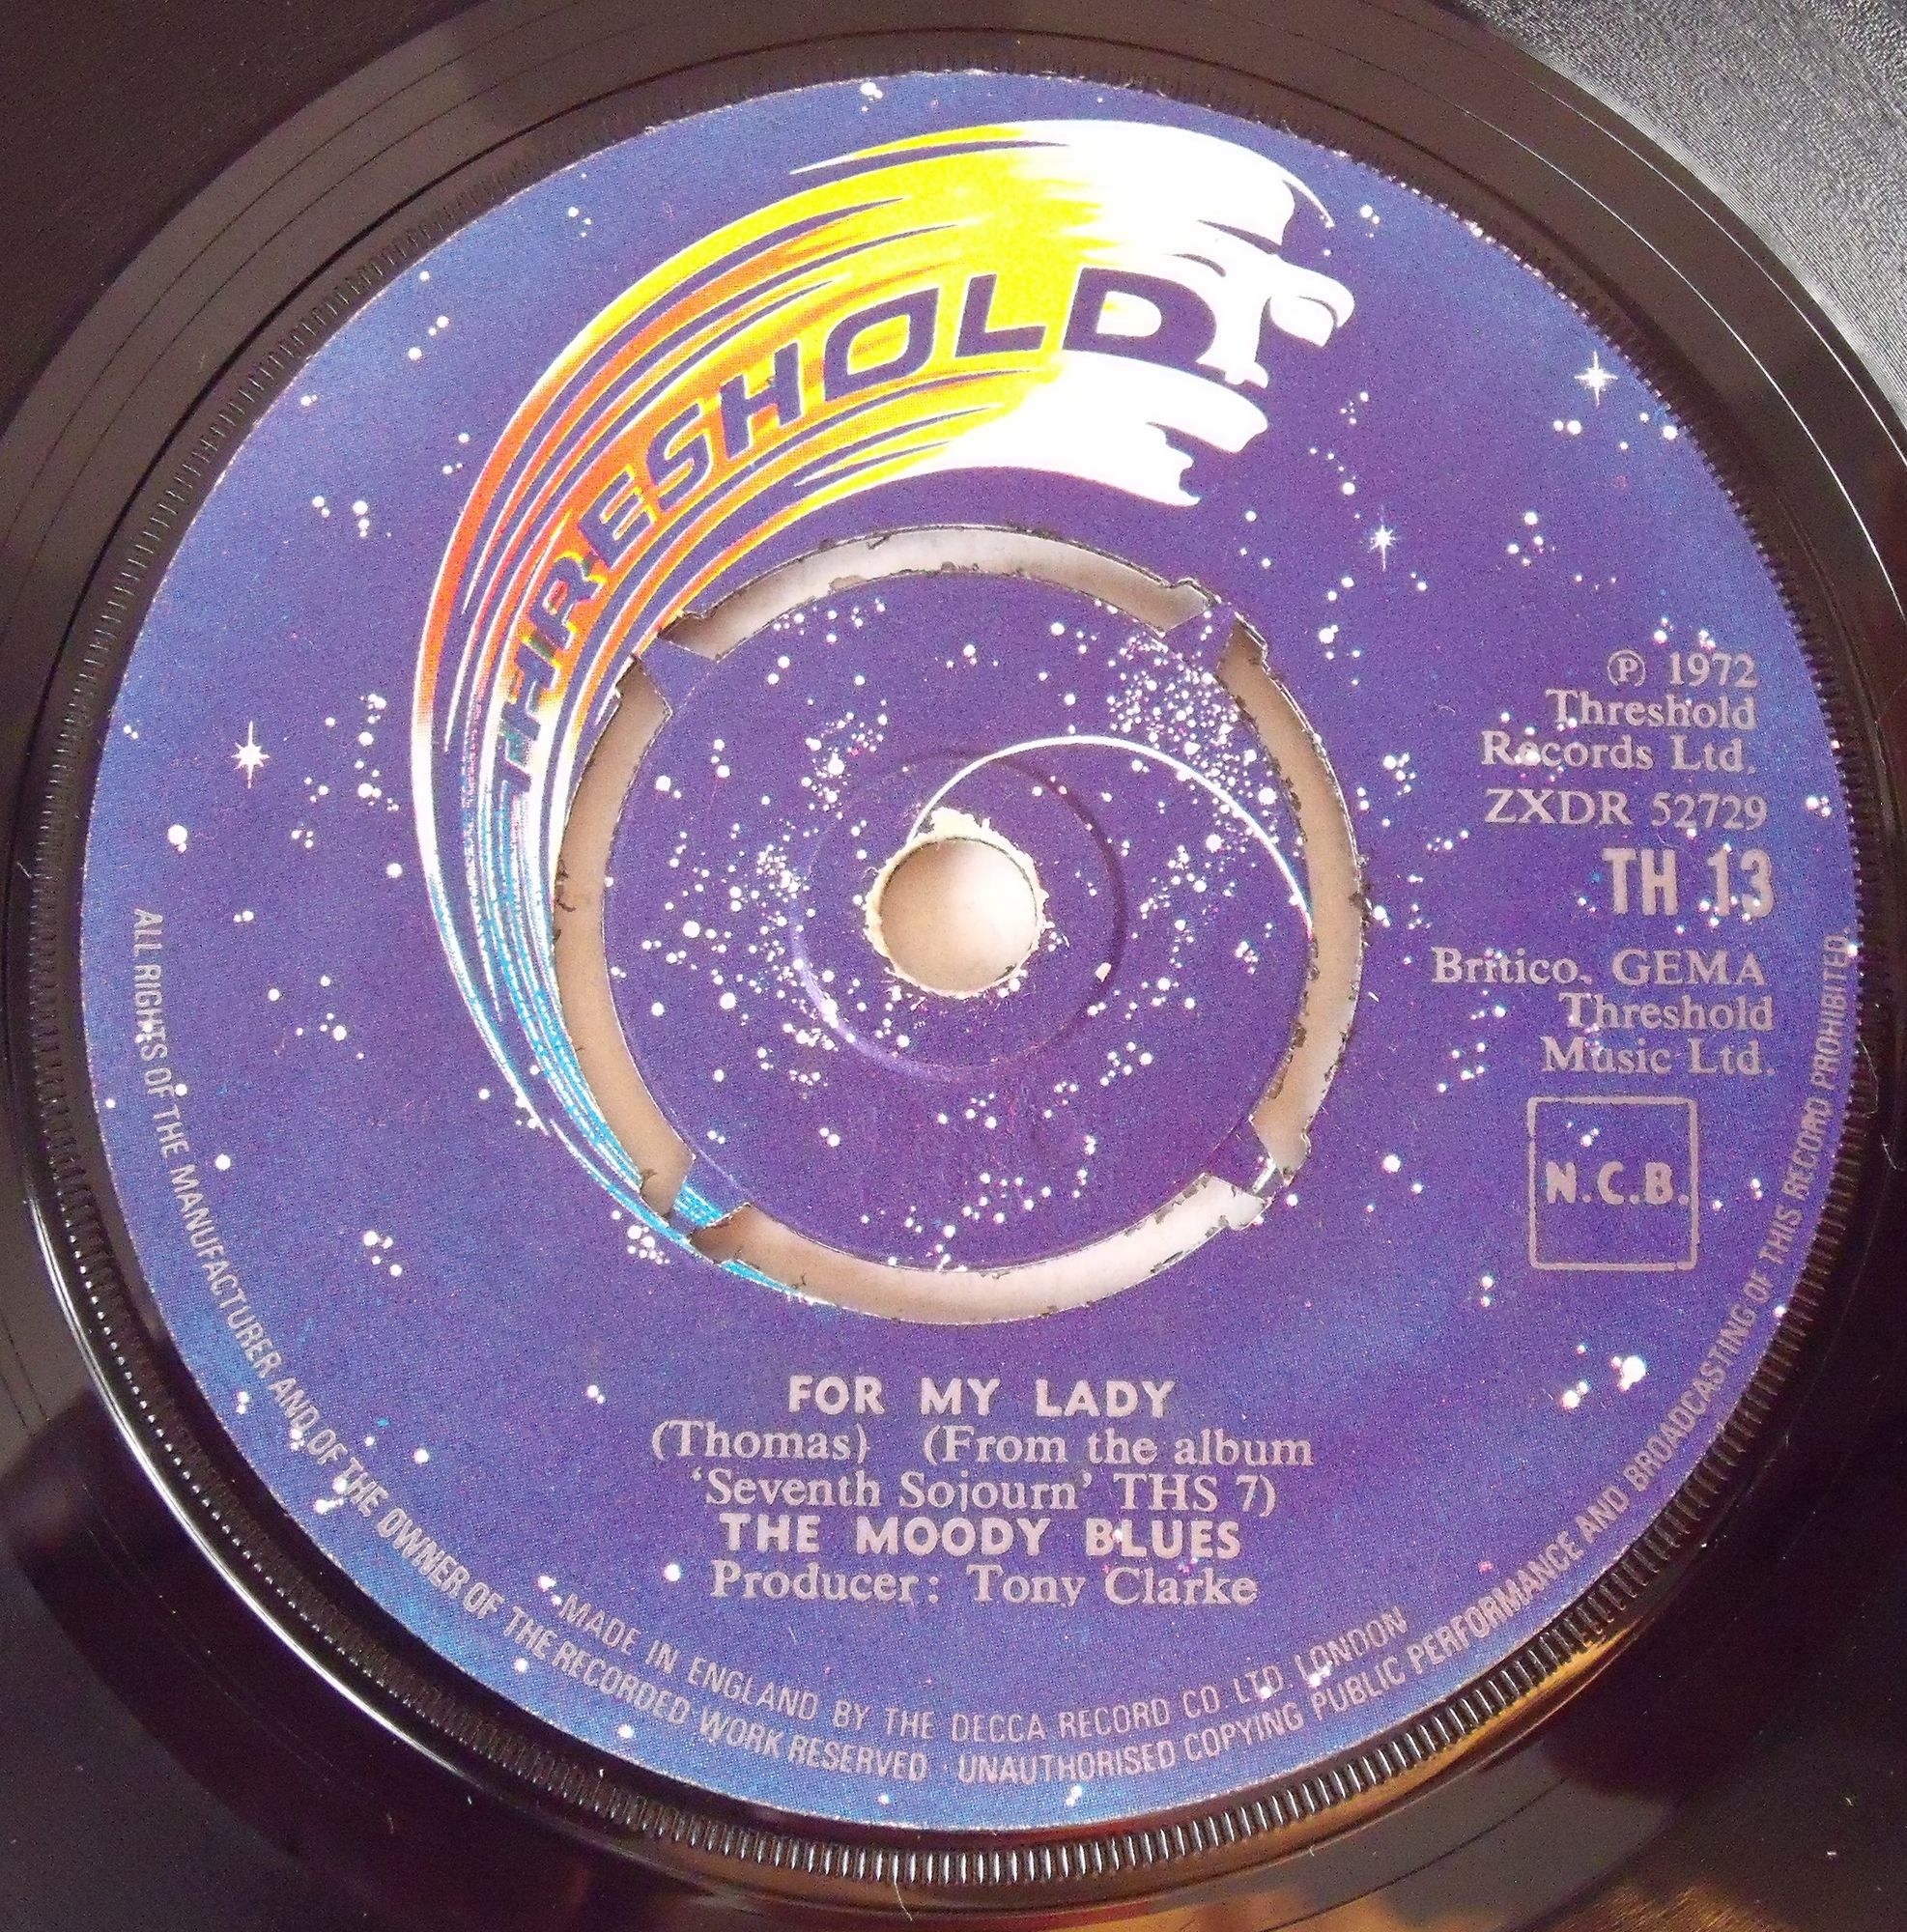 THRESHOLD
Ⓟ 1972
Threshold
Records Ltd.
ZXDR 52729
TH 13
Britico, GEMA
Threshold
Music Ltd.
N.C.B.
FOR MY LADY
(Thomas) (From the album
‘Seventh Sojourn’ THS 7)
THE MOODY BLUES
Producer: Tony Clarke
MADE IN ENGLAND BY THE DECCA RECORD CO LTD. LONDON
ALL RIGHTS OF THE MANUFACTURER AND OF THE OWNER OF THE RECORDED WORK RESERVED · UNAUTHORISED COPYING PUBLIC PERFORMANCE AND BROADCASTING OF THIS RECORD PROHIBITED.